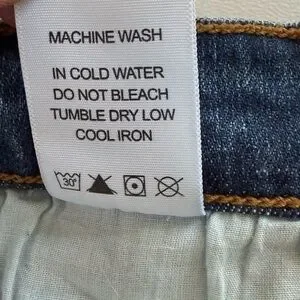 MACHINE WASH
IN COLD WATER
DO NOT BLEACH
TUMBLE DRY LOW
COOL IRON
30°